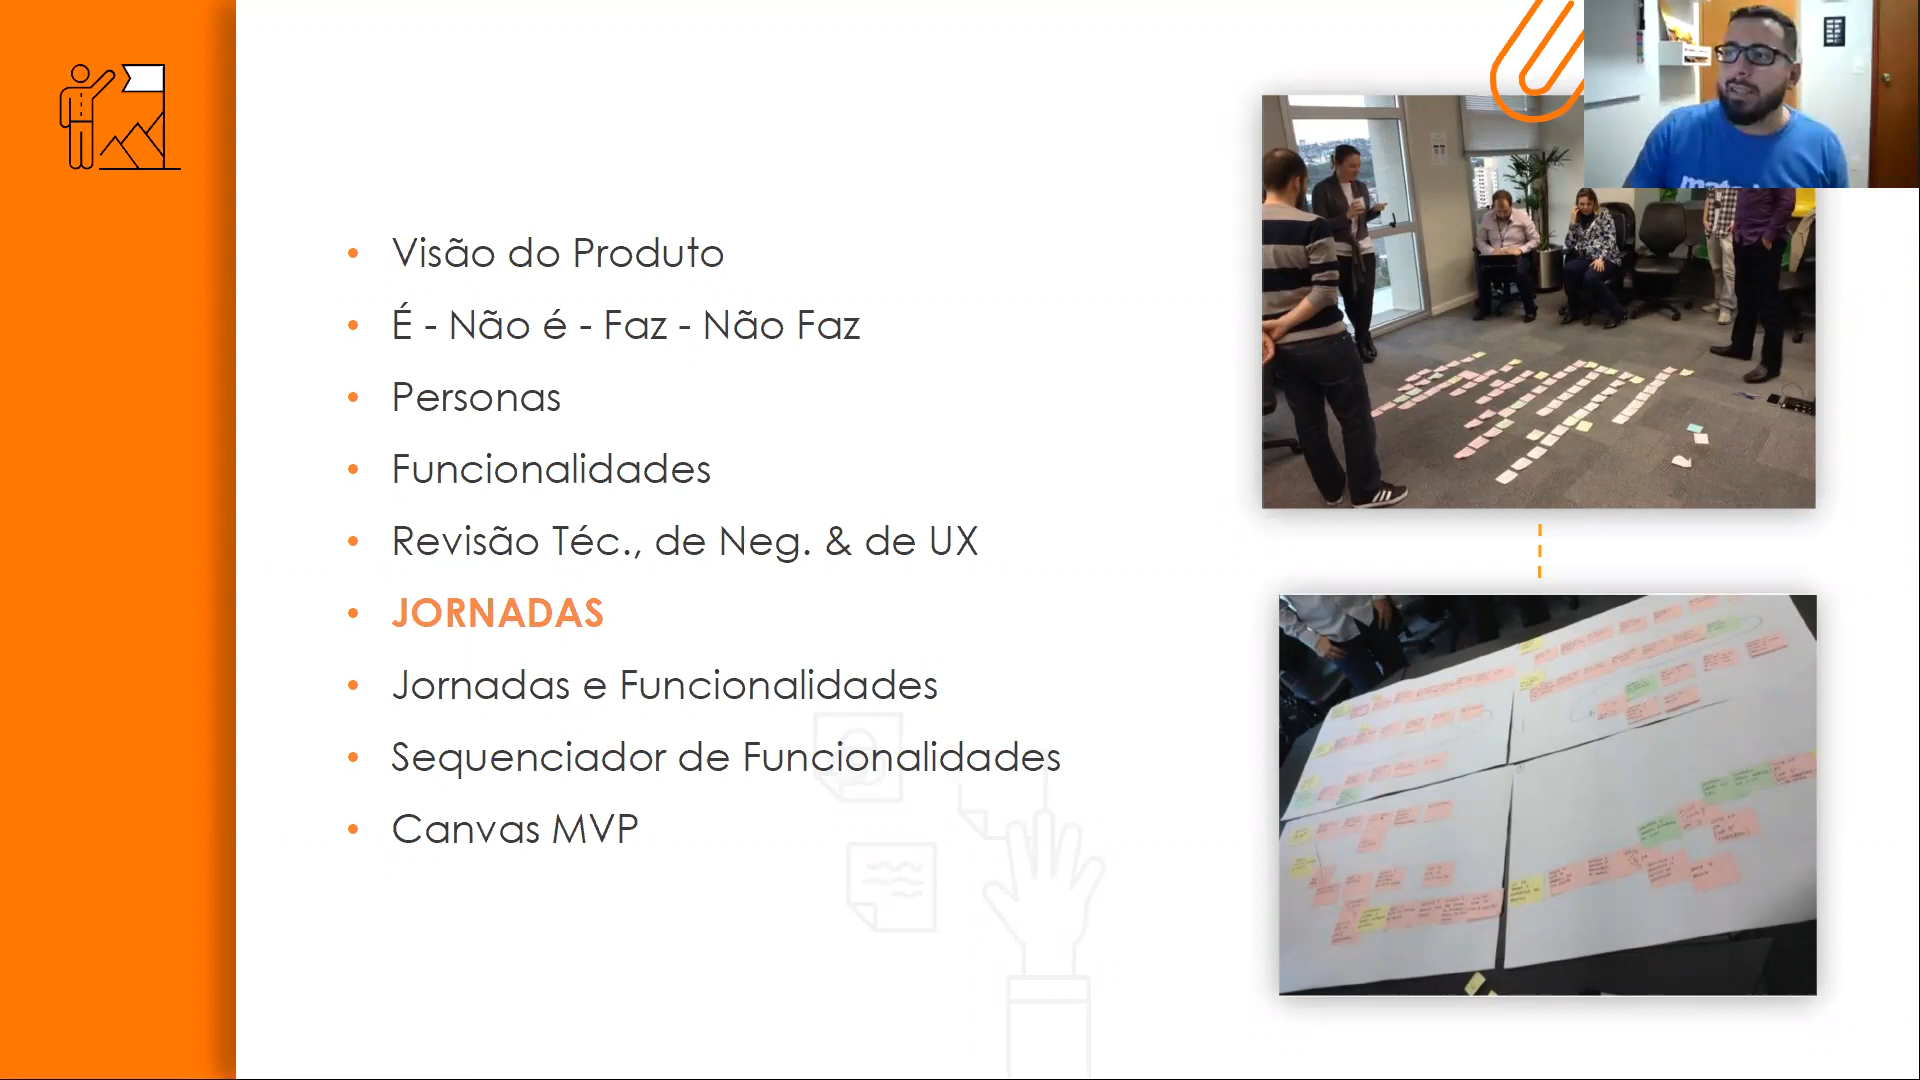 Visão do Produto
É - Não é - Faz - Não Faz
Personas
Funcionalidades
Revisão Téc., de Neg. & de UX
JORNADAS
Jornadas e Funcionalidades
Sequenciador de Funcionalidades
Canvas MVP